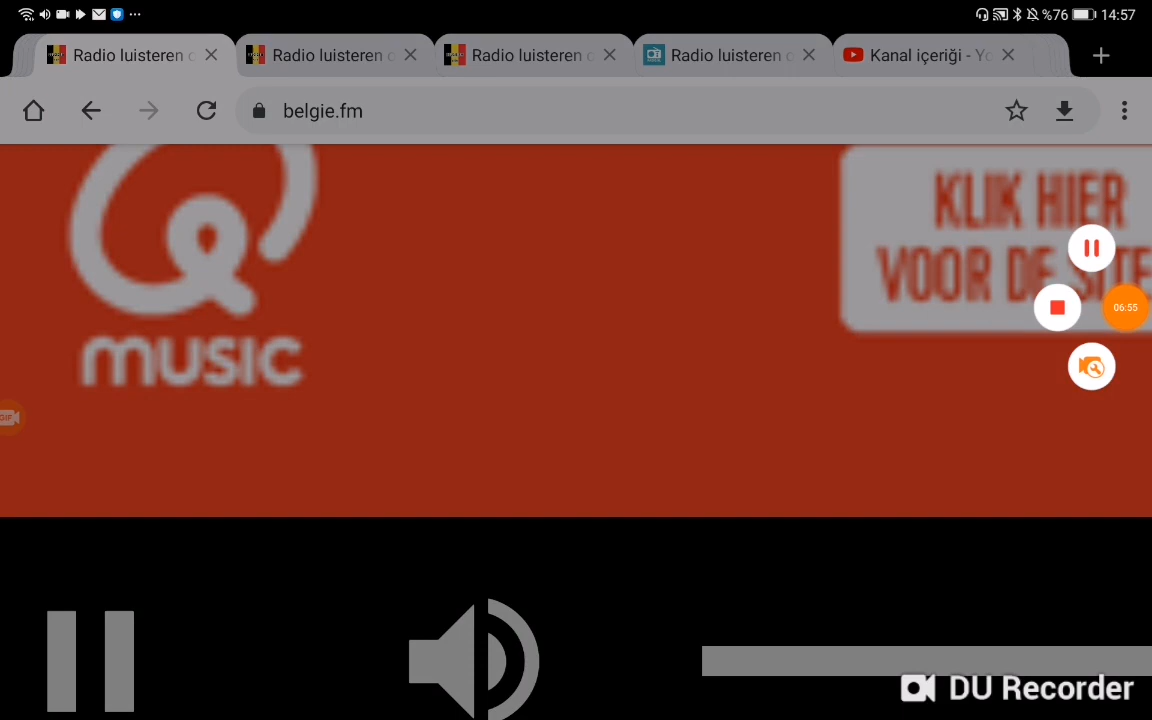 %76 14:57
Radio luisteren o
Radio luisteren o
Radio luisteren o
Radio luisteren o
Kanal içeriği - Yo
belgie.fm
MUSIC
KLIK HIER
VOOR DE SITE
06:55
GIF
DU Recorder